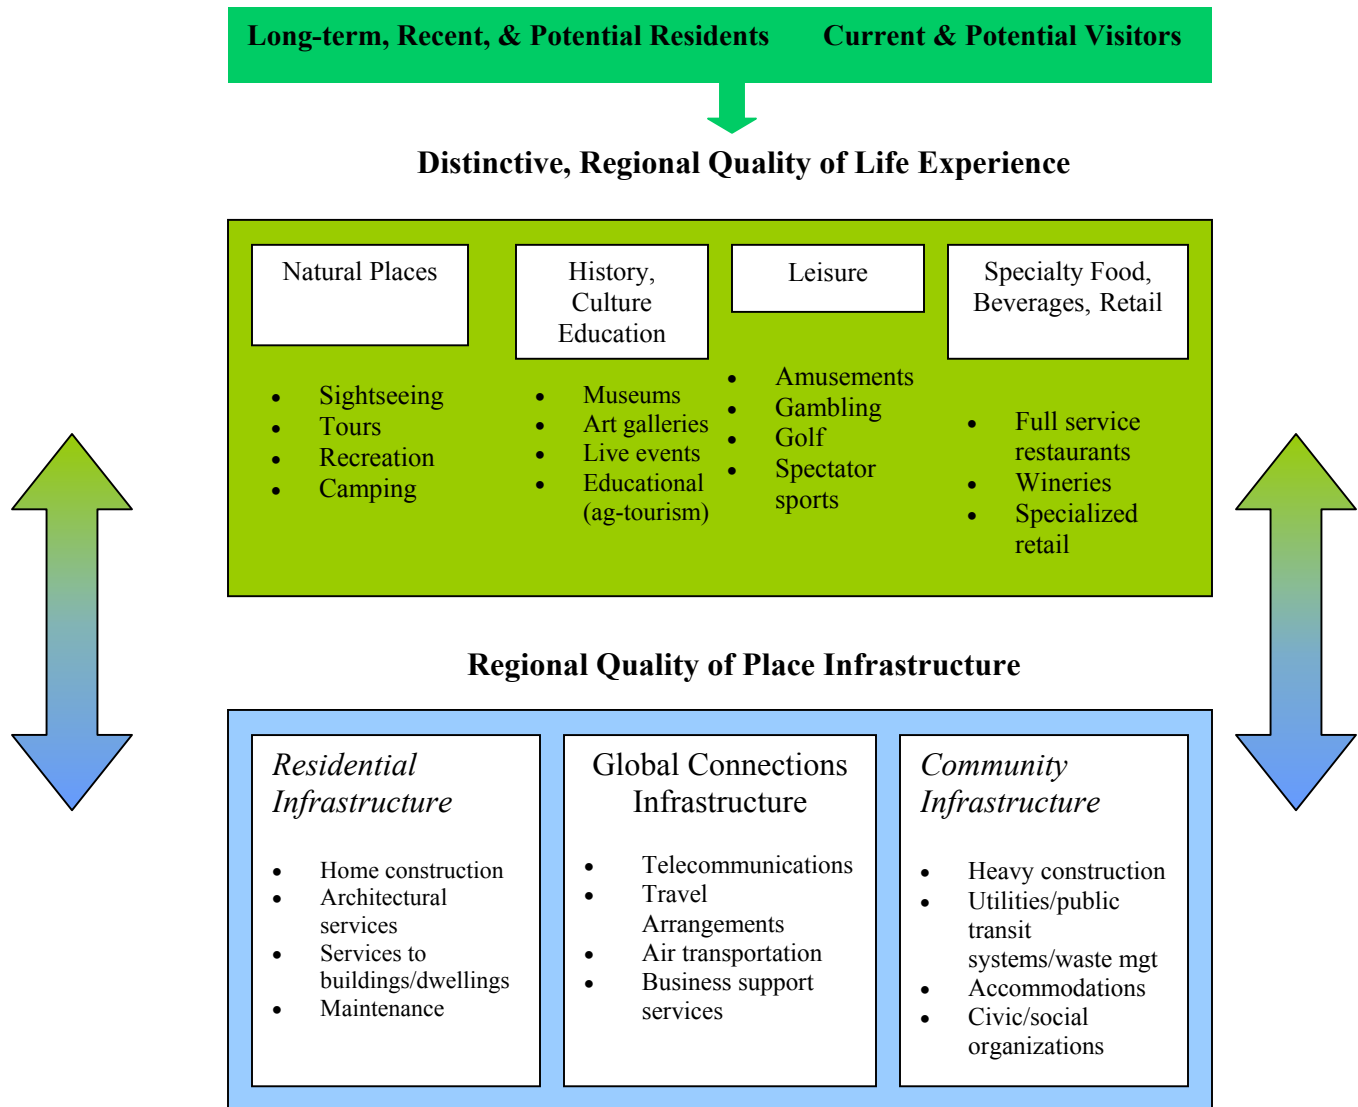 Long-term, Recent, & Potential Residents Current & Potential Visitors
Distinctive, Regional Quality of Life Experience
Natural Places
• Sightseeing
• Tours
• Recreation
• Camping
History,
Culture
Education
• Museums
• Art galleries
• Live events
• Educational
(ag-tourism)
Leisure
• Amusements
• Gambling
• Golf
• Spectator
sports
Specialty Food,
Beverages, Retail
• Full service
restaurants
• Wineries
• Specialized
retail
Regional Quality of Place Infrastructure
Residential
Infrastructure
• Home construction
• Architectural
services
• Services to
buildings/dwellings
• Maintenance
Global Connections
Infrastructure
• Telecommunications
• Travel
Arrangements
• Air transportation
• Business support
services
Community
Infrastructure
• Heavy construction
• Utilities/public
transit
systems/waste mgt
• Accommodations
• Civic/social
organizations